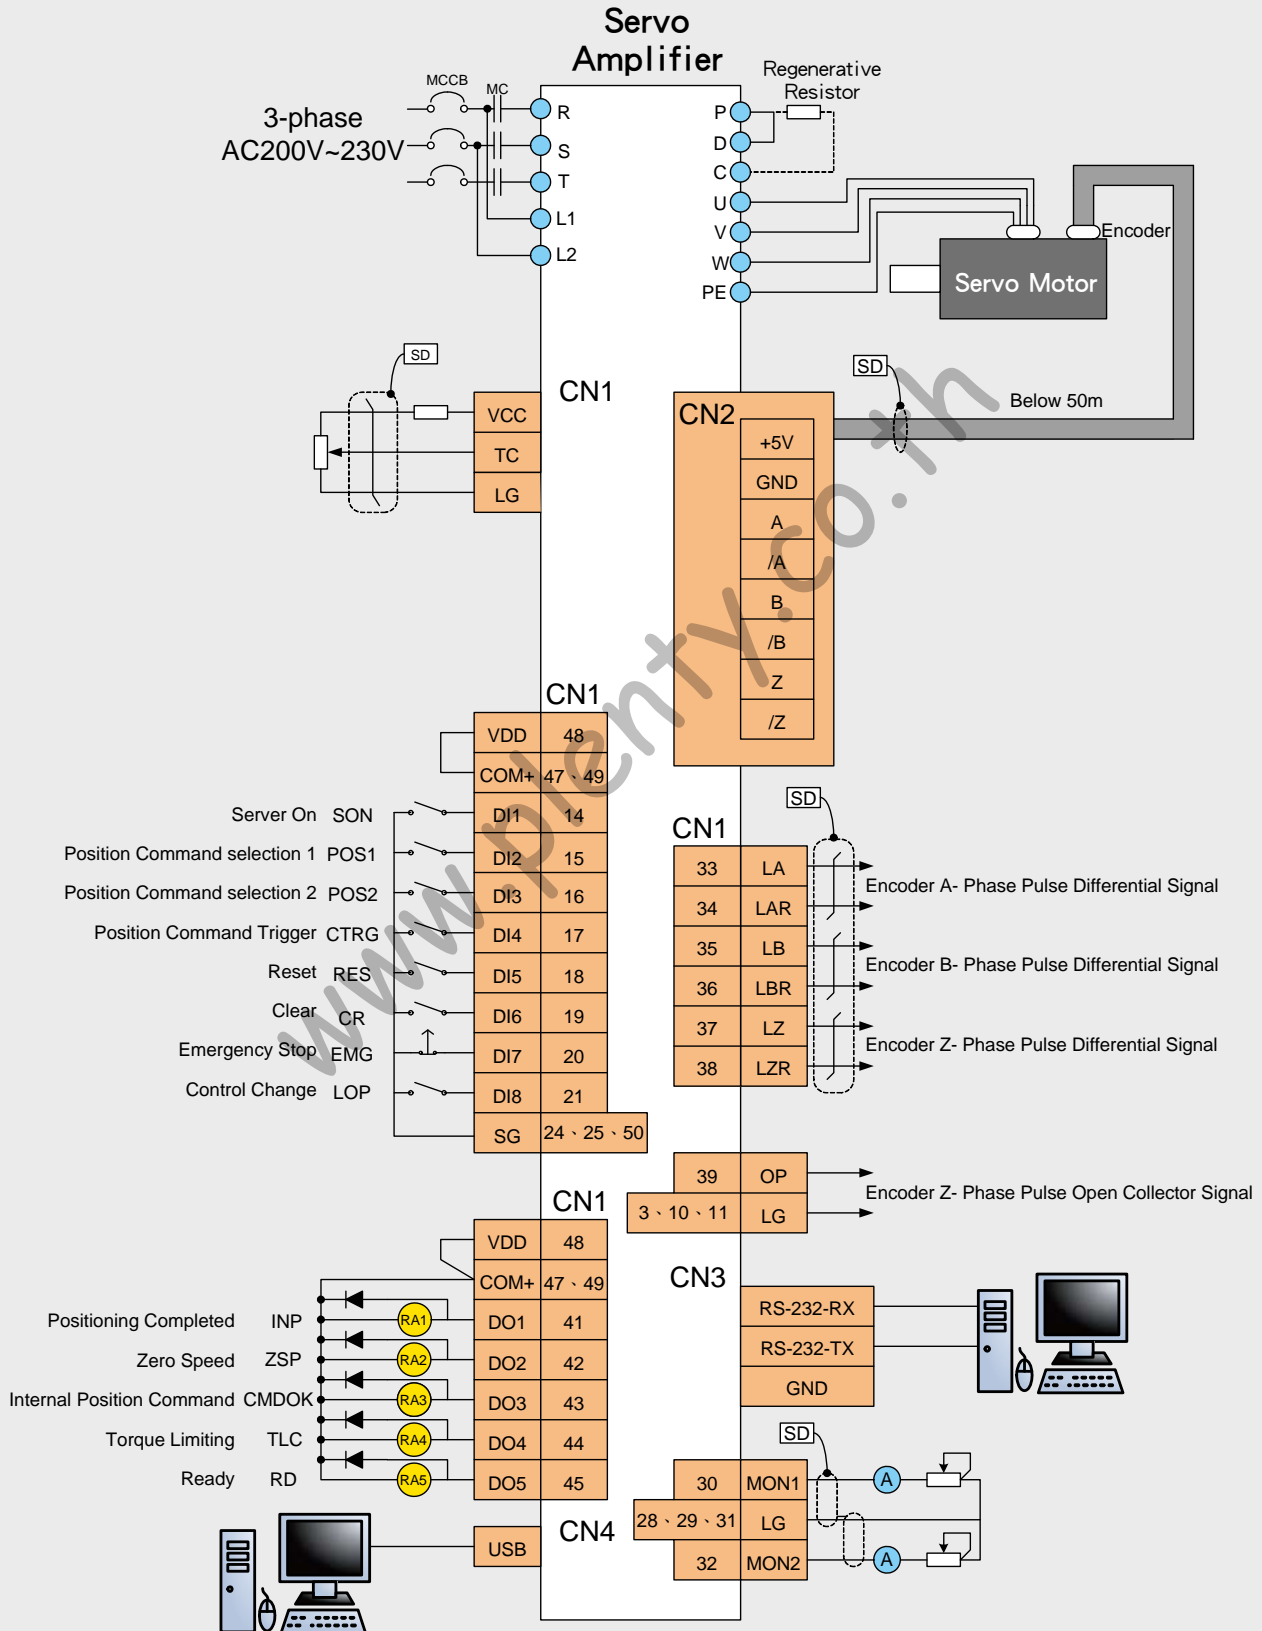 Servo
Amplifier
MCCB
MC
3-phase
AC200V~230V
R
S
T
L1
L2
Regenerative
Resistor
P
D
C
U
V
W
PE
Encoder
Servo Motor
SD
CN1
VCC
TC
LG
SD
Below 50m
CN2
+5V
GND
A
/A
B
/B
Z
/Z
CN1
VDD 48
COM+ 47、49
Server On SON DI1 14
Position Command selection 1 POS1 DI2 15
Position Command selection 2 POS2 DI3 16
Position Command Trigger CTRG DI4 17
Reset RES DI5 18
Clear CR DI6 19
Emergency Stop EMG DI7 20
Control Change LOP DI8 21
SG 24、25、50
SD
CN1
33 LA
34 LAR
Encoder A- Phase Pulse Differential Signal
35 LB
36 LBR
Encoder B- Phase Pulse Differential Signal
37 LZ
38 LZR
Encoder Z- Phase Pulse Differential Signal
39 OP
3、10、11 LG
Encoder Z- Phase Pulse Open Collector Signal
CN1
VDD 48
COM+ 47、49
Positioning Completed INP RA1 DO1 41
Zero Speed ZSP RA2 DO2 42
Internal Position Command CMDOK RA3 DO3 43
Torque Limiting TLC RA4 DO4 44
Ready RD RA5 DO5 45
CN3
RS-232-RX
RS-232-TX
GND
SD
30 MON1 A
28、29、31 LG
32 MON2 A
CN4
USB
www.plenty.co.th